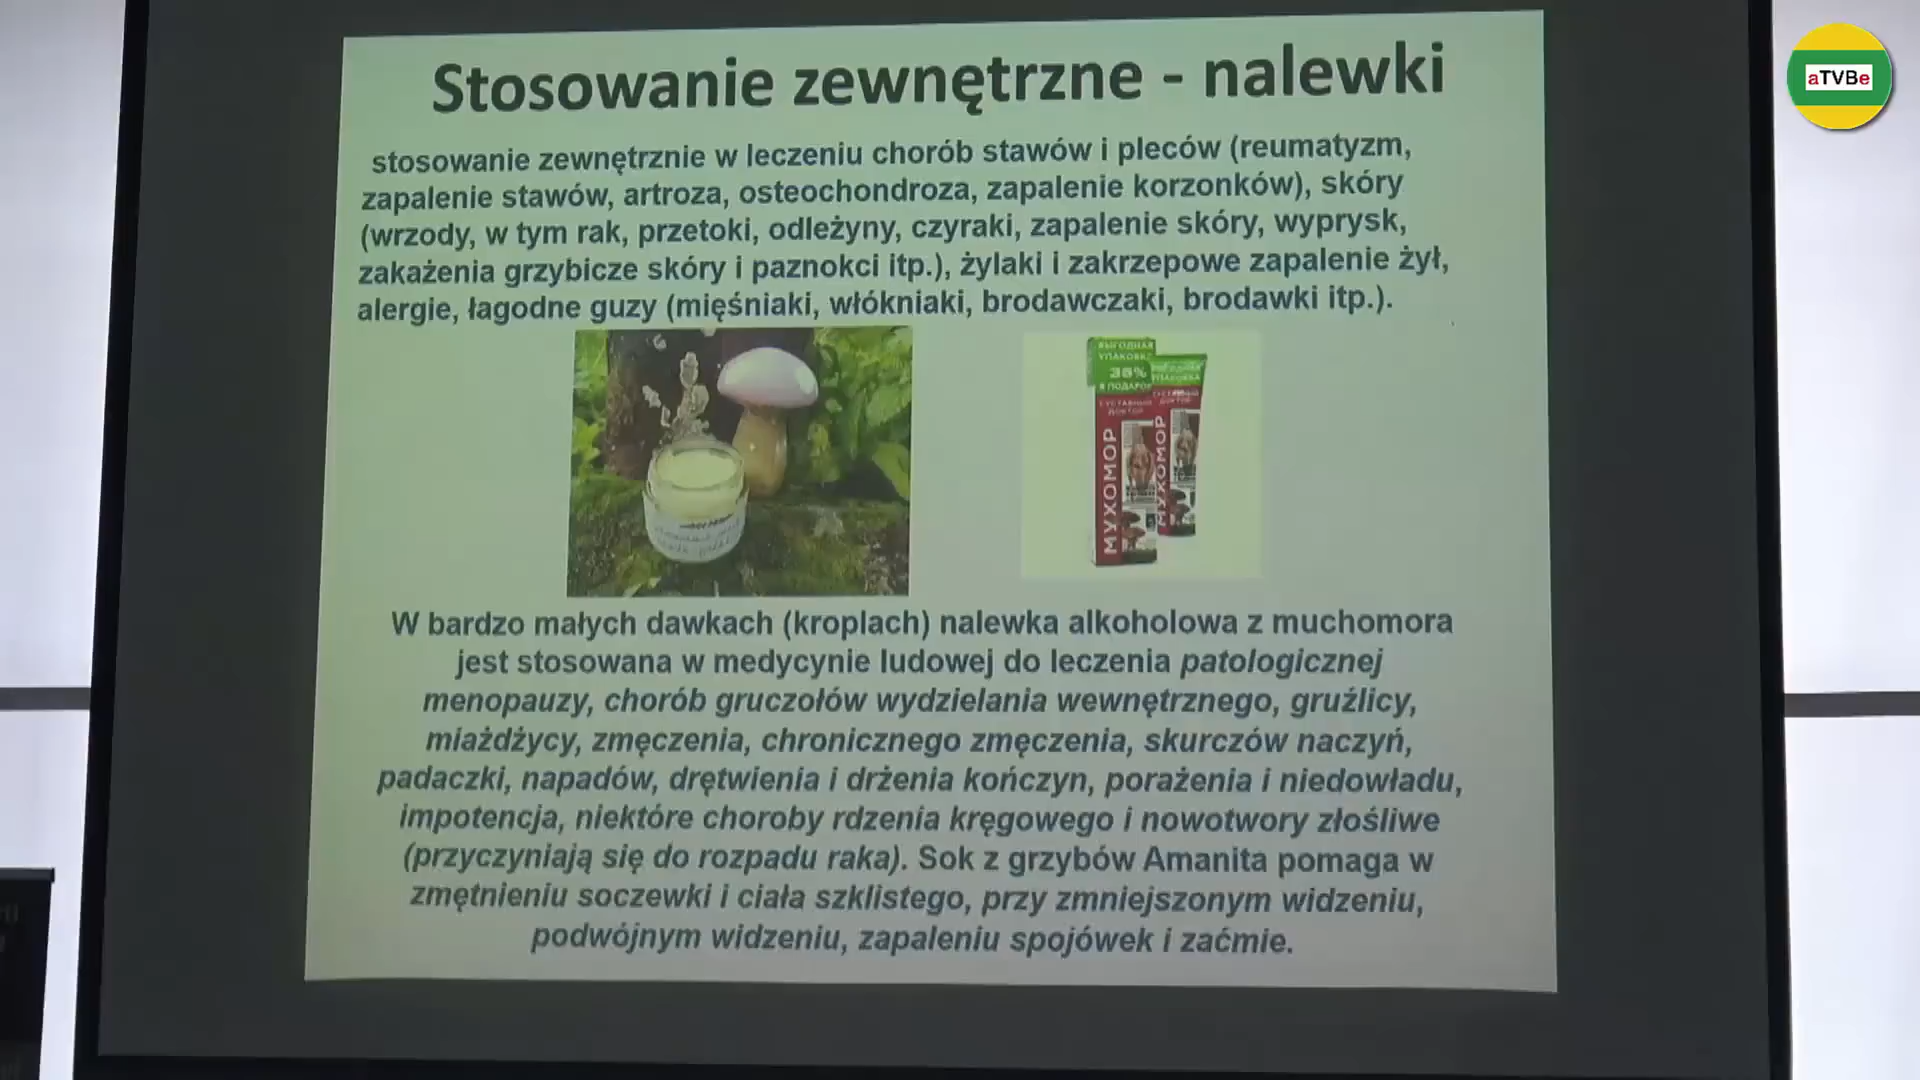 aTVBe
Stosowanie zewnętrzne - nalewki
stosowanie zewnętrznie w leczeniu chorób stawów i pleców (reumatyzm,
zapalenie stawów, artroza, osteochondroza, zapalenie korzonków), skóry
(wrzody, w tym rak, przetoki, odleżyny, czyraki, zapalenie skóry, wyprysk,
zakażenia grzybicze skóry i paznokci itp.), żylaki i zakrzepowe zapalenie żył,
alergie, łagodne guzy (mięśniaki, włókniaki, brodawczaki, brodawki itp.).
ВЫГОДНАЯ
УПАКОВКА
38%
В ПОДАРОК
МУХОМОР
МУХОМОР
W bardzo małych dawkach (kroplach) nalewka alkoholowa z muchomora
jest stosowana w medycynie ludowej do leczenia patologicznej
menopauzy, chorób gruczołów wydzielania wewnętrznego, gruźlicy,
miażdżycy, zmęczenia, chronicznego zmęczenia, skurczów naczyń,
padaczki, napadów, drętwienia i drżenia kończyn, porażenia i niedowładu,
impotencja, niektóre choroby rdzenia kręgowego i nowotwory złośliwe
(przyczyniają się do rozpadu raka). Sok z grzybów Amanita pomaga w
zmętnieniu soczewki i ciała szklistego, przy zmniejszonym widzeniu,
podwójnym widzeniu, zapaleniu spojówek i zaćmie.